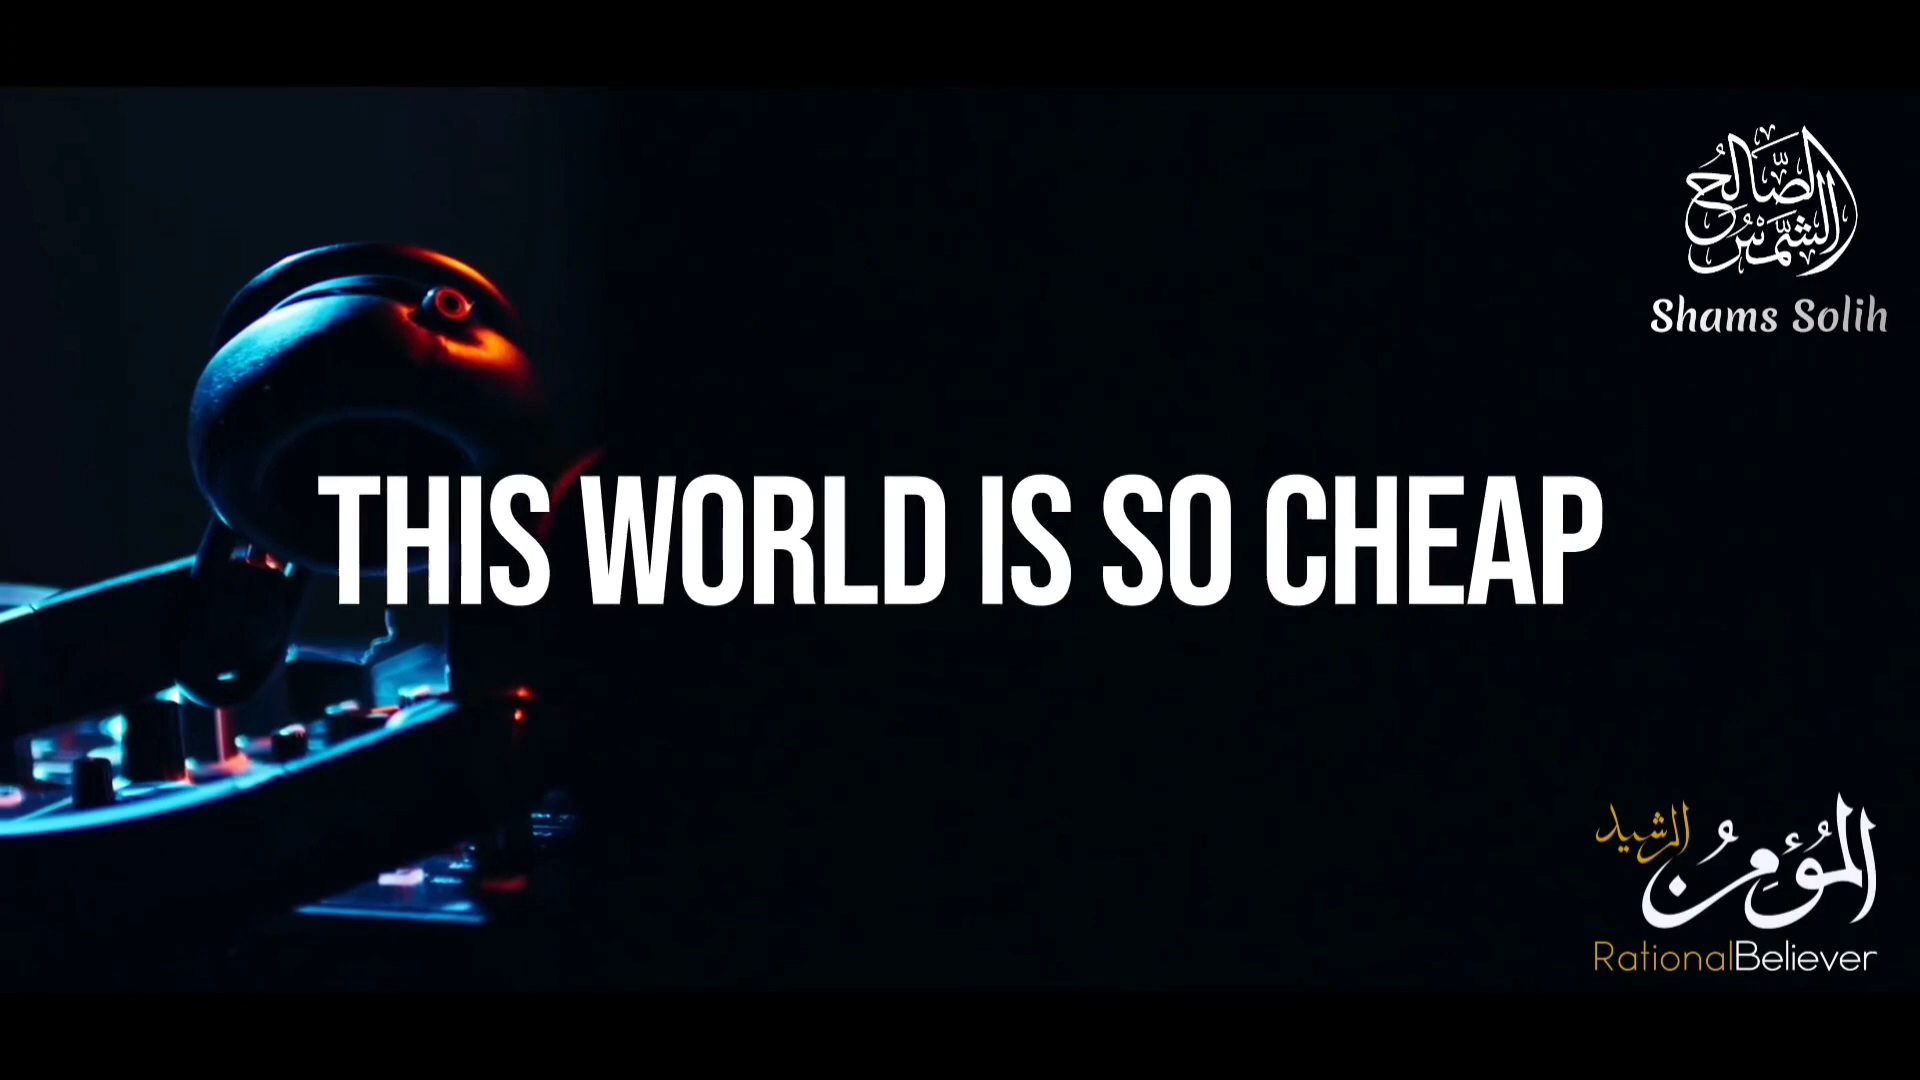 الشمس الصالح
Shams Solih
THIS WORLD IS SO CHEAP
المؤمن الرشيد
RationalBeliever